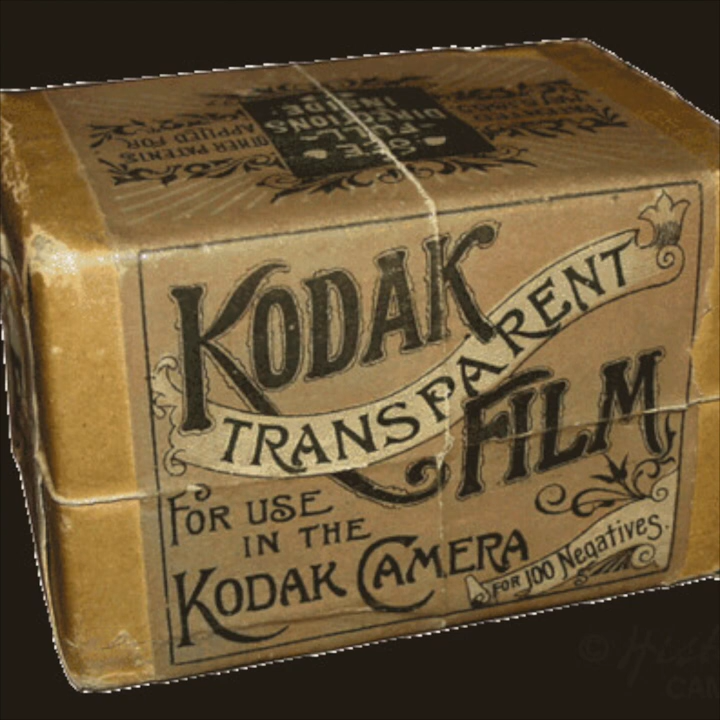 OTHER PATENTS
APPLIED FOR
SEE
FULL
DIRECTIONS
INSIDE
KODAK
TRANSPARENT
FILM
FOR USE
IN THE
KODAK CAMERA
FOR 100 Negatives.
©